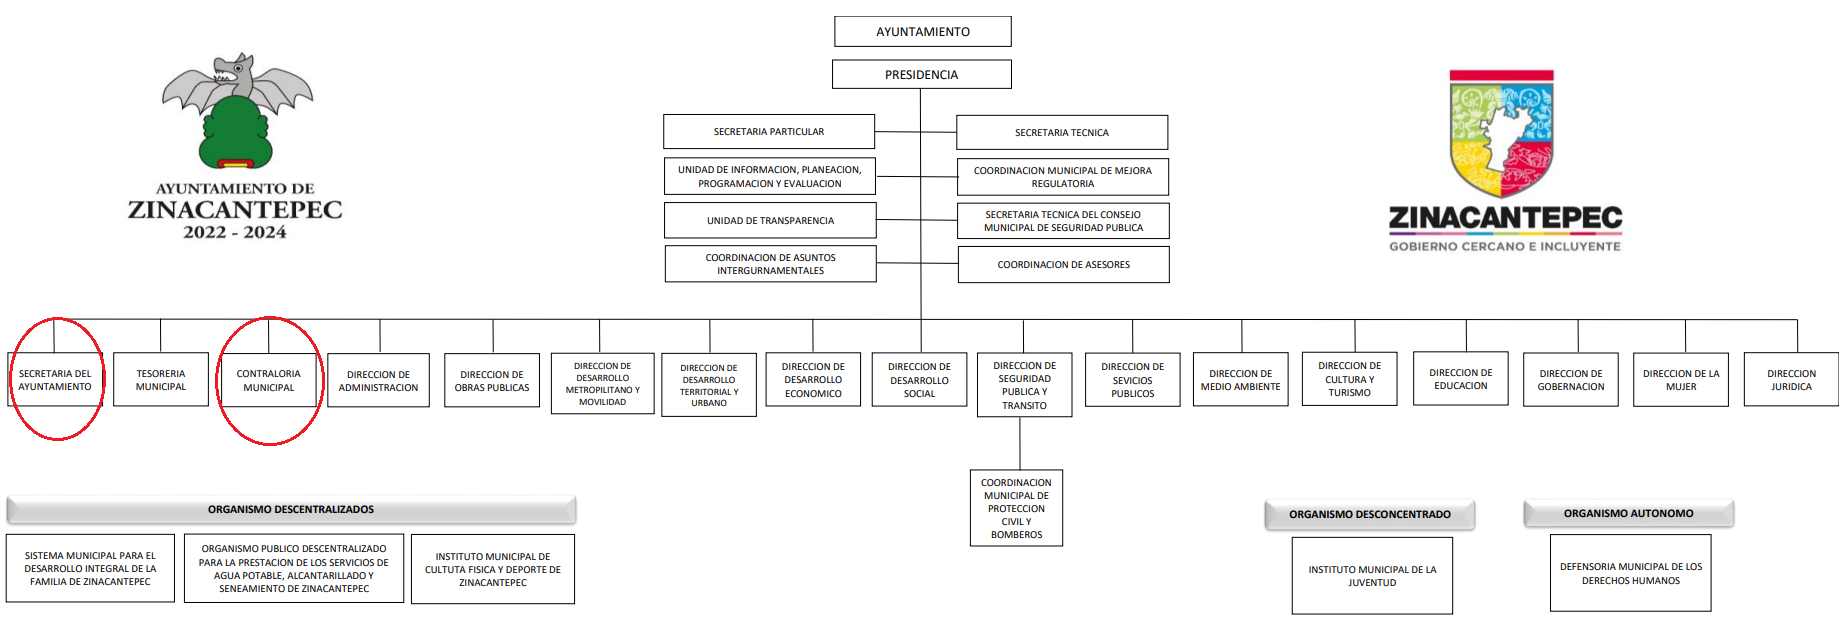 AYUNTAMIENTO
PRESIDENCIA
AYUNTAMIENTO DE
ZINACANTEPEC
2022 - 2024
ZINACANTEPEC
GOBIERNO CERCANO E INCLUYENTE
SECRETARIA PARTICULAR
SECRETARIA TECNICA
UNIDAD DE INFORMACION, PLANEACION,
PROGRAMACION Y EVALUACION
COORDINACION MUNICIPAL DE MEJORA
REGULATORIA
UNIDAD DE TRANSPARENCIA
SECRETARIA TECNICA DEL CONSEJO
MUNICIPAL DE SEGURIDAD PUBLICA
COORDINACION DE ASUNTOS
INTERGURNAMENTALES
COORDINACION DE ASESORES
SECRETARIA DEL
AYUNTAMIENTO
TESORERIA
MUNICIPAL
CONTRALORIA
MUNICIPAL
DIRECCION DE
ADMINISTRACION
DIRECCION DE
OBRAS PUBLICAS
DIRECCION DE
DESARROLLO
METROPILITANO Y
MOVILIDAD
DIRECCION DE
DESARROLLO
TERRITORIAL Y
URBANO
DIRECCION DE
DESARROLLO
ECONOMICO
DIRECCION DE
DESARROLLO
SOCIAL
DIRECCION DE
SEGURIDAD
PUBLICA Y
TRANSITO
DIRECCION DE
SEVICIOS
PUBLICOS
DIRECCION DE
MEDIO AMBIENTE
DIRECCION DE
CULTURA Y
TURISMO
DIRECCION DE
EDUCACION
DIRECCION DE
GOBERNACION
DIRECCION DE LA
MUJER
DIRECCION
JURIDICA
COORDINACION
MUNICIPAL DE
PROTECCION
CIVIL Y
BOMBEROS
ORGANISMO DESCENTRALIZADOS
SISTEMA MUNICIPAL PARA EL
DESARROLLO INTEGRAL DE LA
FAMILIA DE ZINACANTEPEC
ORGANISMO PUBLICO DESCENTRALIZADO
PARA LA PRESTACION DE LOS SERVICIOS DE
AGUA POTABLE, ALCANTARILLADO Y
SENEAMIENTO DE ZINACANTEPEC
INSTITUTO MUNICIPAL DE
CULTUTA FISICA Y DEPORTE DE
ZINACANTEPEC
ORGANISMO DESCONCENTRADO
INSTITUTO MUNICIPAL DE LA
JUVENTUD
ORGANISMO AUTONOMO
DEFENSORIA MUNICIPAL DE LOS
DERECHOS HUMANOS